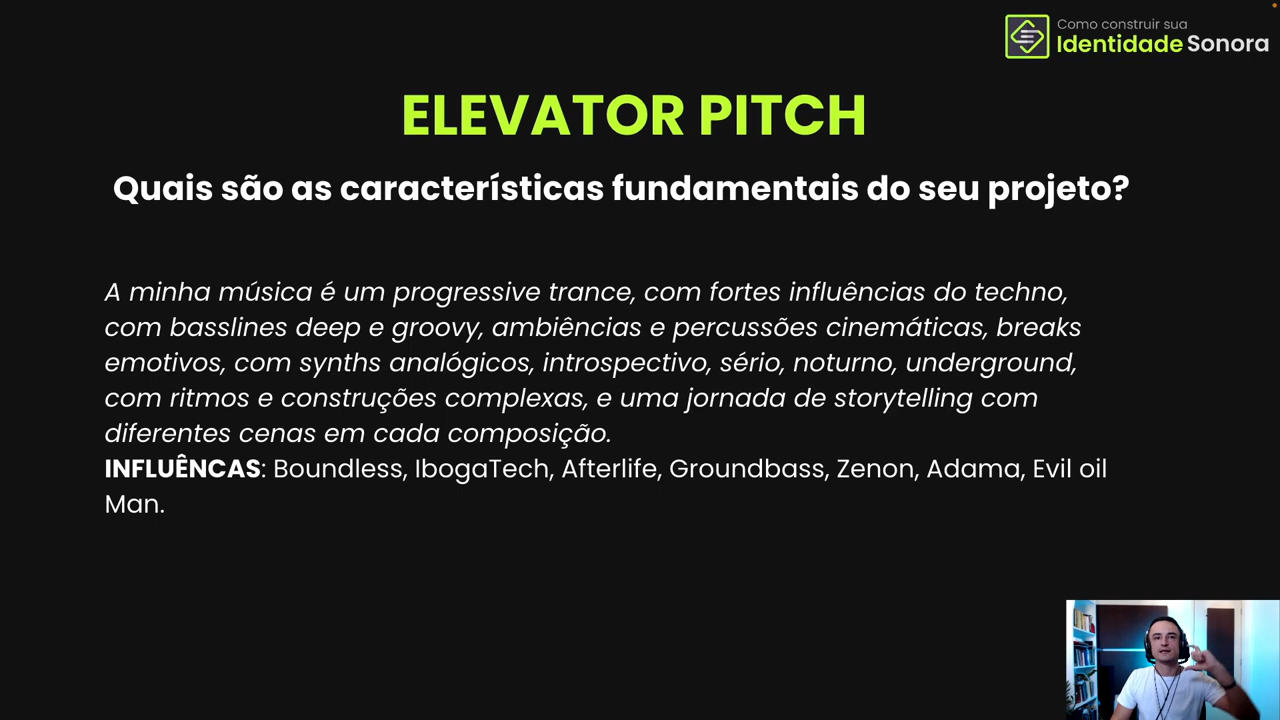 Como construir sua
Identidade Sonora
ELEVATOR PITCH
Quais são as características fundamentais do seu projeto?
A minha música é um progressive trance, com fortes influências do techno,
com basslines deep e groovy, ambiências e percussões cinemáticas, breaks
emotivos, com synths analógicos, introspectivo, sério, noturno, underground,
com ritmos e construções complexas, e uma jornada de storytelling com
diferentes cenas em cada composição.
INFLUÊNCAS: Boundless, IbogaTech, Afterlife, Groundbass, Zenon, Adama, Evil oil
Man.